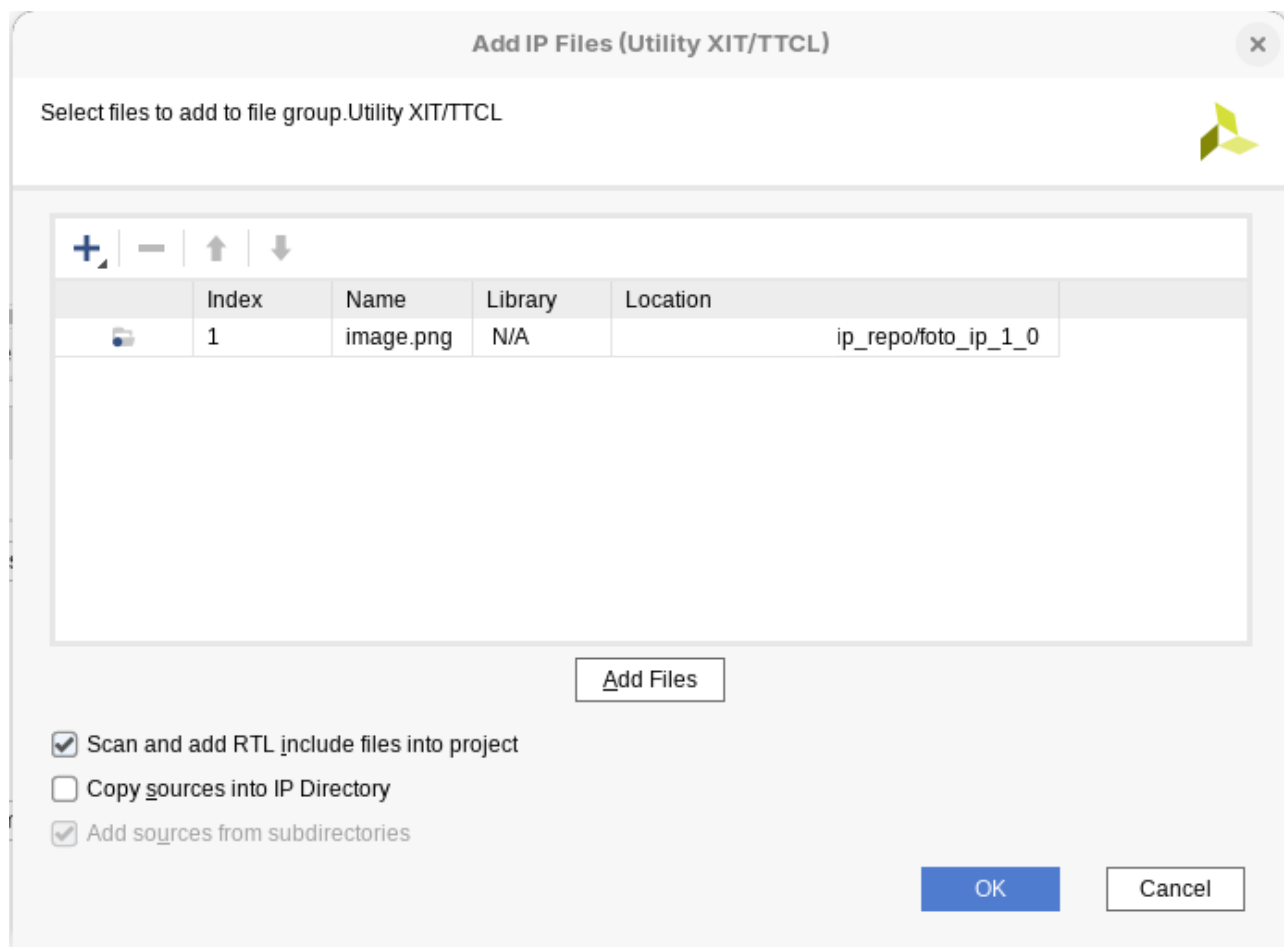 Add IP Files (Utility XIT/TTCL)
Select files to add to file group.Utility XIT/TTCL
Index Name Library Location
1 image.png N/A ip_repo/foto_ip_1_0
Add Files
Scan and add RTL include files into project
Copy sources into IP Directory
Add sources from subdirectories
OK Cancel